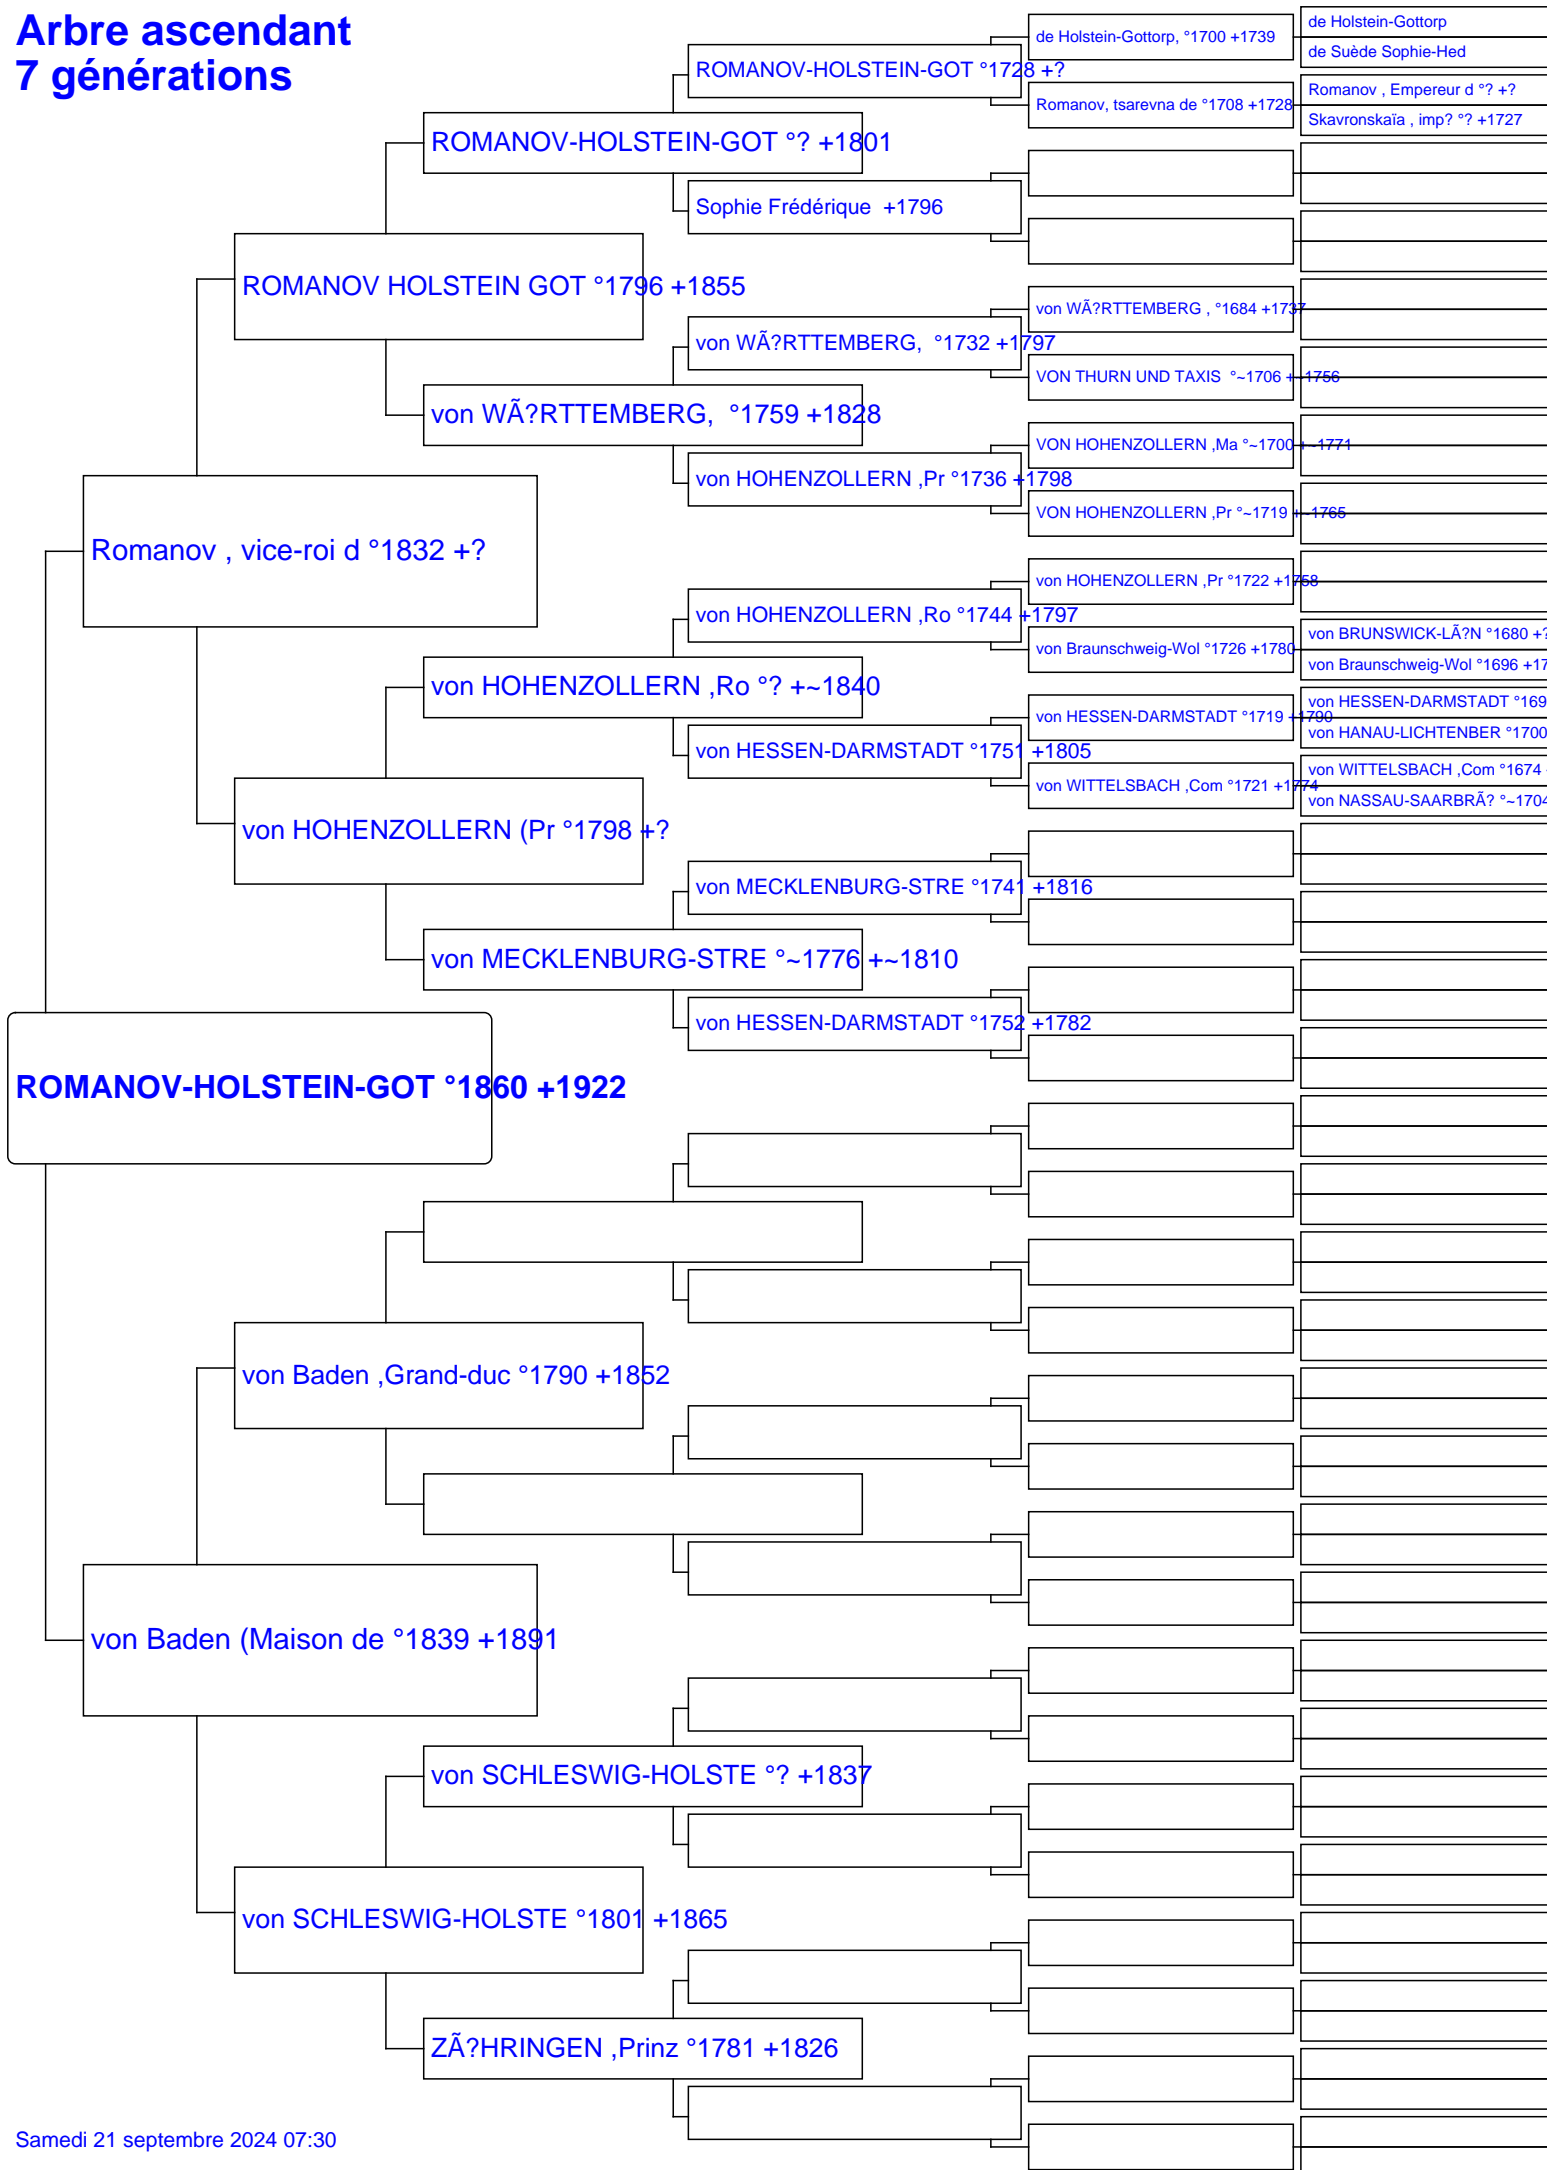 Arbre ascendant
7 générations
de Holstein-Gottorp
de Holstein-Gottorp, °1700 +1739
de Suède Sophie-Hed
ROMANOV-HOLSTEIN-GOT °1728 +?
Romanov , Empereur d °? +?
Romanov, tsarevna de °1708 +1728
Skavronskaïa , imp? °? +1727
ROMANOV-HOLSTEIN-GOT °? +1801
Sophie Frédérique +1796
ROMANOV HOLSTEIN GOT °1796 +1855
von WÃ?RTTEMBERG , °1684 +1737
von WÃ?RTTEMBERG, °1732 +1797
VON THURN UND TAXIS °~1706 +~1756
von WÃ?RTTEMBERG, °1759 +1828
VON HOHENZOLLERN ,Ma °~1700 +~1771
von HOHENZOLLERN ,Pr °1736 +1798
VON HOHENZOLLERN ,Pr °~1719 +~1765
Romanov , vice-roi d °1832 +?
von HOHENZOLLERN ,Pr °1722 +1758
von HOHENZOLLERN ,Ro °1744 +1797
von BRUNSWICK-LÃ?N °1680 +?
von Braunschweig-Wol °1726 +1780
von Braunschweig-Wol °1696 +17
von HOHENZOLLERN ,Ro °? +~1840
von HESSEN-DARMSTADT °169
von HESSEN-DARMSTADT °1719 +1790
von HANAU-LICHTENBER °1700
von HESSEN-DARMSTADT °1751 +1805
von WITTELSBACH ,Com °1674
von WITTELSBACH ,Com °1721 +1774
von NASSAU-SAARBRÃ? °~1704
von HOHENZOLLERN (Pr °1798 +?
von MECKLENBURG-STRE °1741 +1816
von MECKLENBURG-STRE °~1776 +~1810
von HESSEN-DARMSTADT °1752 +1782
ROMANOV-HOLSTEIN-GOT °1860 +1922
von Baden ,Grand-duc °1790 +1852
von Baden (Maison de °1839 +1891
von SCHLESWIG-HOLSTE °? +1837
von SCHLESWIG-HOLSTE °1801 +1865
ZÃ?HRINGEN ,Prinz °1781 +1826
Samedi 21 septembre 2024 07:30